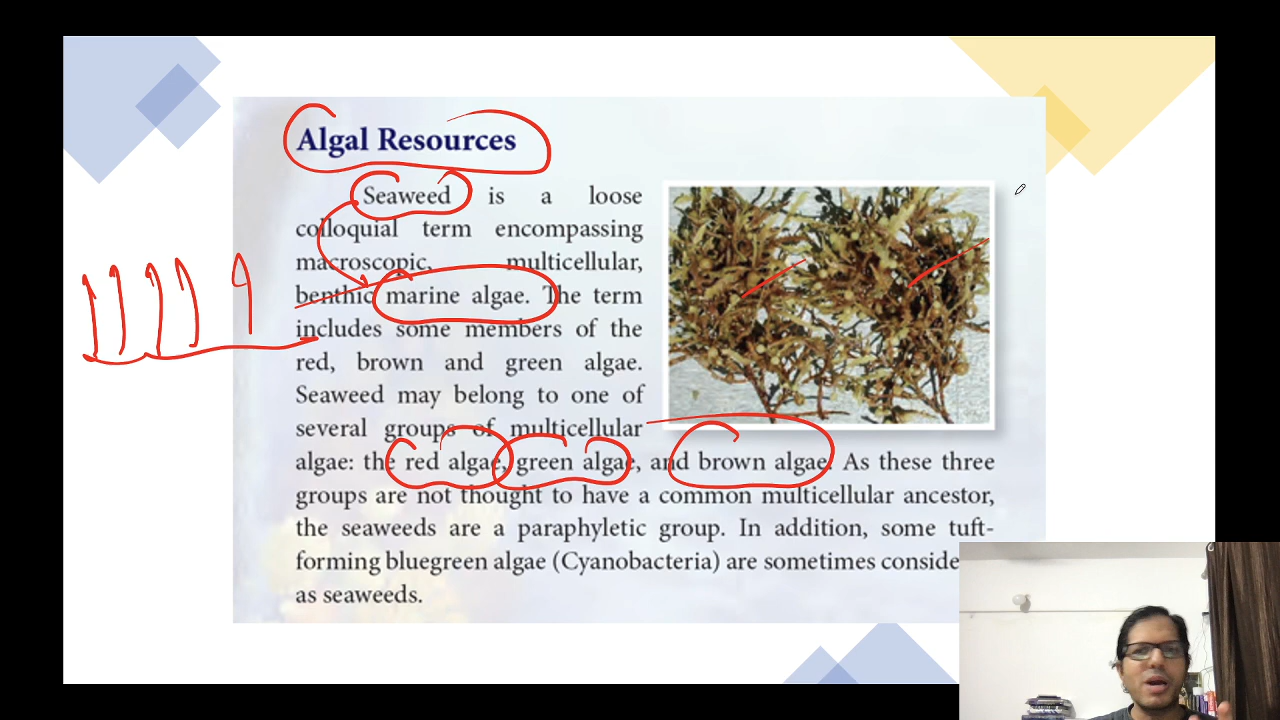 Algal Resources
Seaweed is a loose
colloquial term encompassing
macroscopic, multicellular,
benthic marine algae. The term
includes some members of the
red, brown and green algae.
Seaweed may belong to one of
several groups of multicellular
algae: the red algae, green algae, and brown algae. As these three
groups are not thought to have a common multicellular ancestor,
the seaweeds are a paraphyletic group. In addition, some tuft-
forming bluegreen algae (Cyanobacteria) are sometimes conside
as seaweeds.